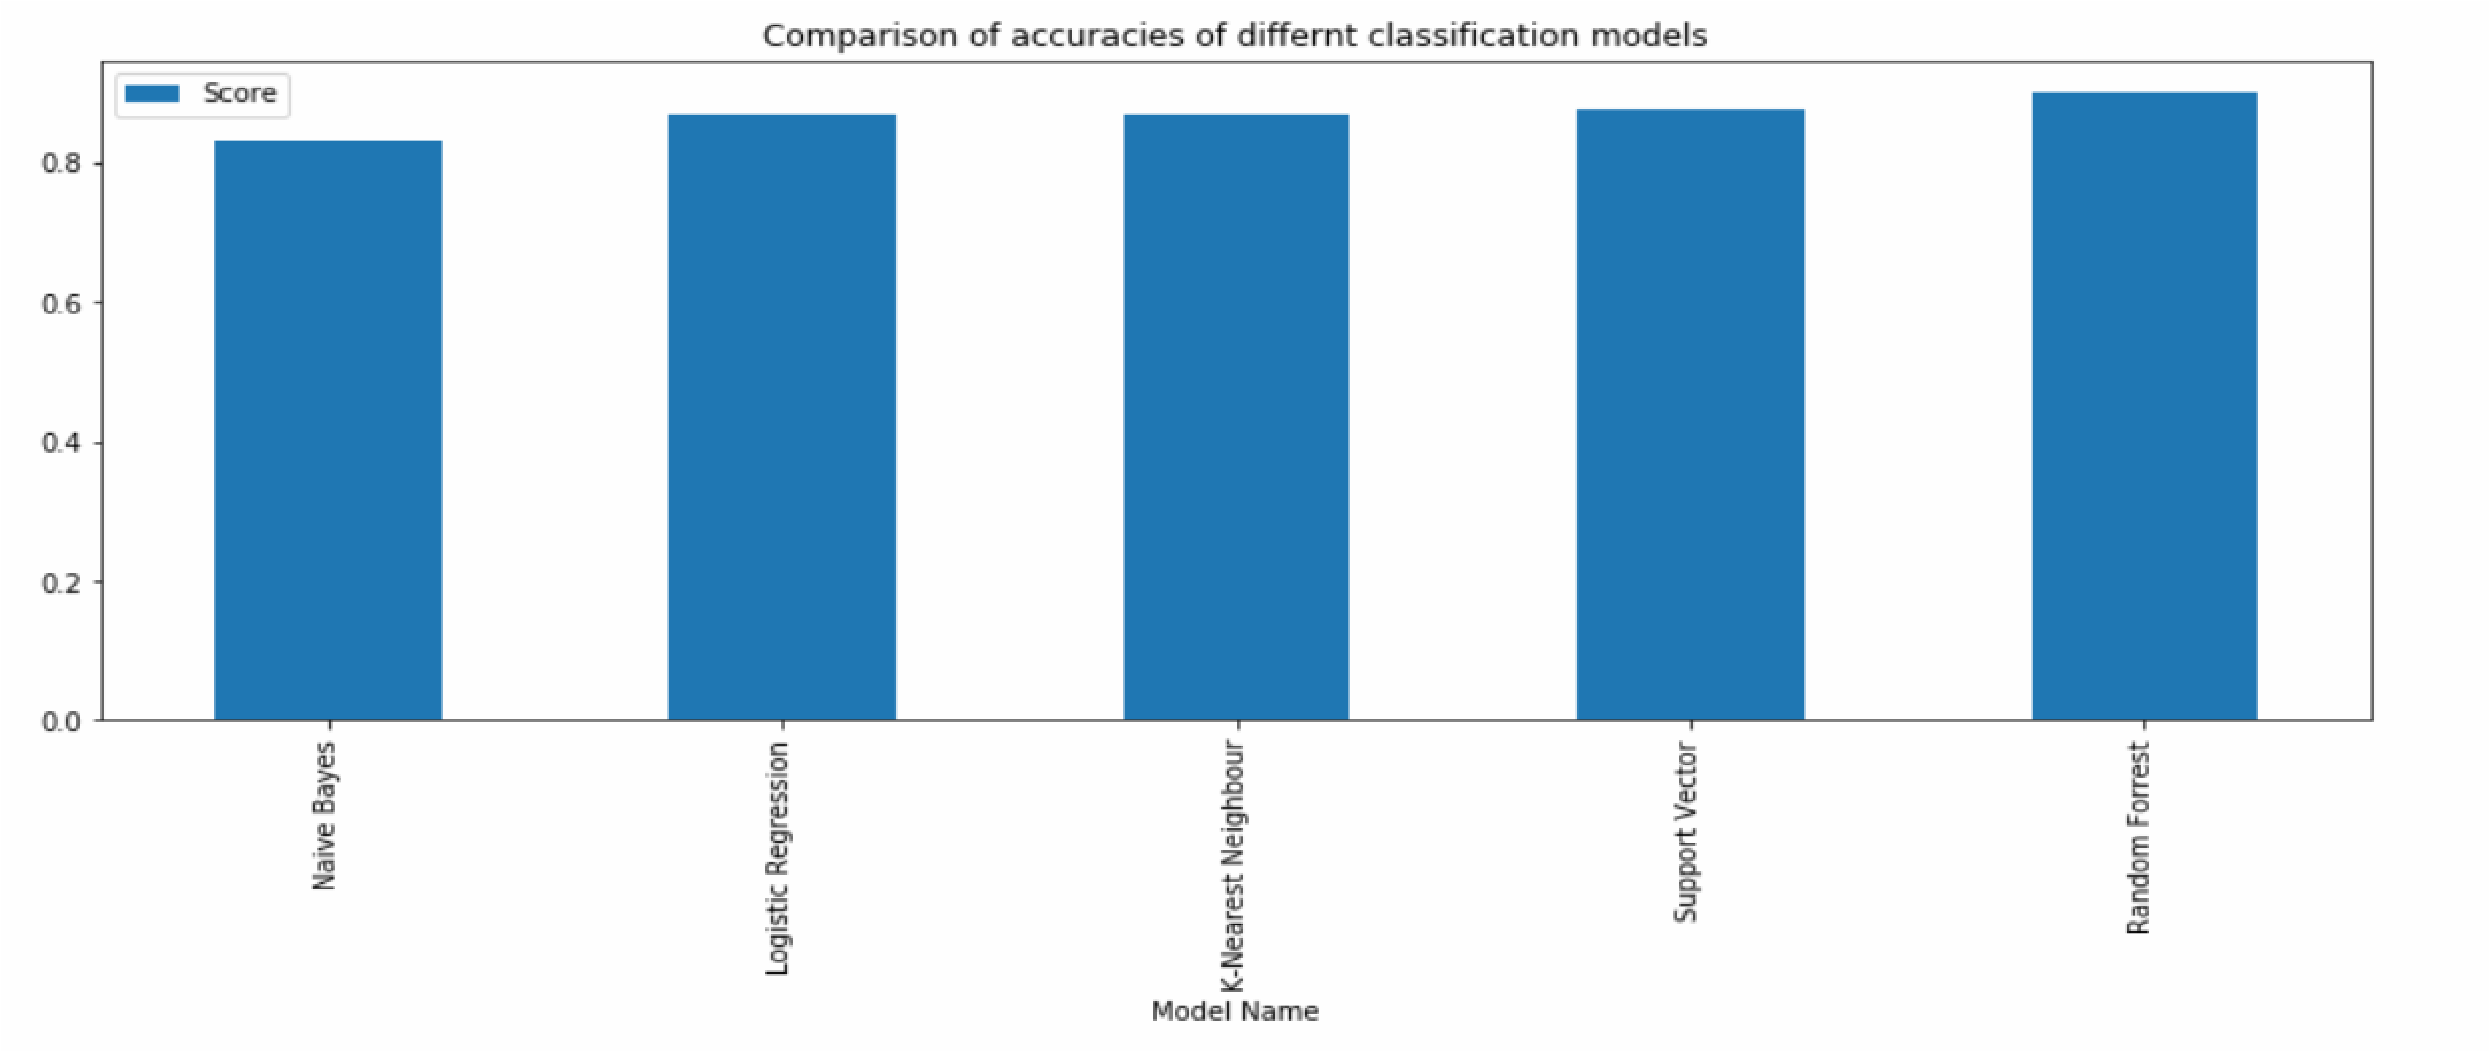 Comparison of accuracies of differnt classification models
Score
0.8
0.6
0.4
0.2
0.0
Naive Bayes
Logistic Regression
K-Nearest Neighbour
Support Vector
Random Forrest
Model Name